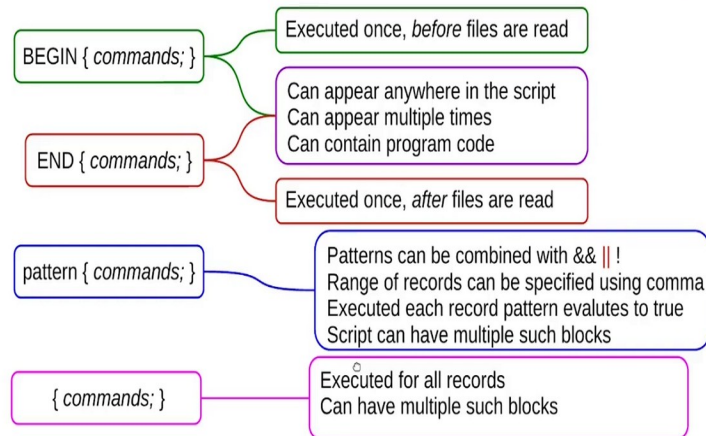 BEGIN { commands; }
Executed once, before files are read
Can appear anywhere in the script
Can appear multiple times
Can contain program code
END { commands; }
Executed once, after files are read
pattern { commands; }
Patterns can be combined with && || !
Range of records can be specified using comma
Executed each record pattern evalutes to true
Script can have multiple such blocks
{ commands; }
Executed for all records
Can have multiple such blocks